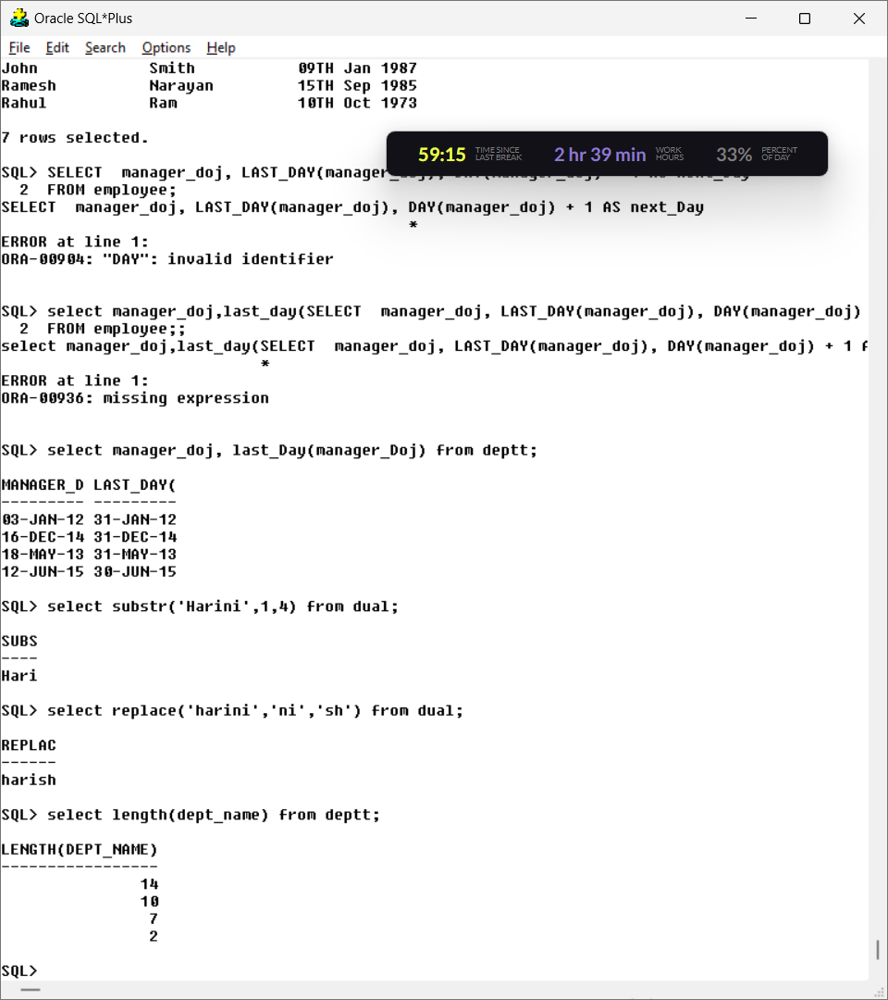 Oracle SQL*Plus
File Edit Search Options Help
John Smith 09TH Jan 1987
Ramesh Narayan 15TH Sep 1985
Rahul Ram 10TH Oct 1973
7 rows selected.
59:15 TIME SINCE LAST BREAK 2 hr 39 min WORK HOURS 33% PERCENT OF DAY
SQL> SELECT manager_doj, LAST_DAY(manager_doj), DAY(manager_doj) + 1 AS next_Day
2 FROM employee;
SELECT manager_doj, LAST_DAY(manager_doj), DAY(manager_doj) + 1 AS next_Day
*
ERROR at line 1:
ORA-00904: "DAY": invalid identifier
SQL> select manager_doj,last_day(SELECT manager_doj, LAST_DAY(manager_doj), DAY(manager_doj)
2 FROM employee;;
select manager_doj,last_day(SELECT manager_doj, LAST_DAY(manager_doj), DAY(manager_doj) + 1 A
*
ERROR at line 1:
ORA-00936: missing expression
SQL> select manager_doj, last_Day(manager_Doj) from deptt;
MANAGER_D LAST_DAY(
--------- ---------
03-JAN-12 31-JAN-12
16-DEC-14 31-DEC-14
18-MAY-13 31-MAY-13
12-JUN-15 30-JUN-15
SQL> select substr('Harini',1,4) from dual;
SUBS
----
Hari
SQL> select replace('harini','ni','sh') from dual;
REPLAC
------
harish
SQL> select length(dept_name) from deptt;
LENGTH(DEPT_NAME)
-----------------
14
10
7
2
SQL>